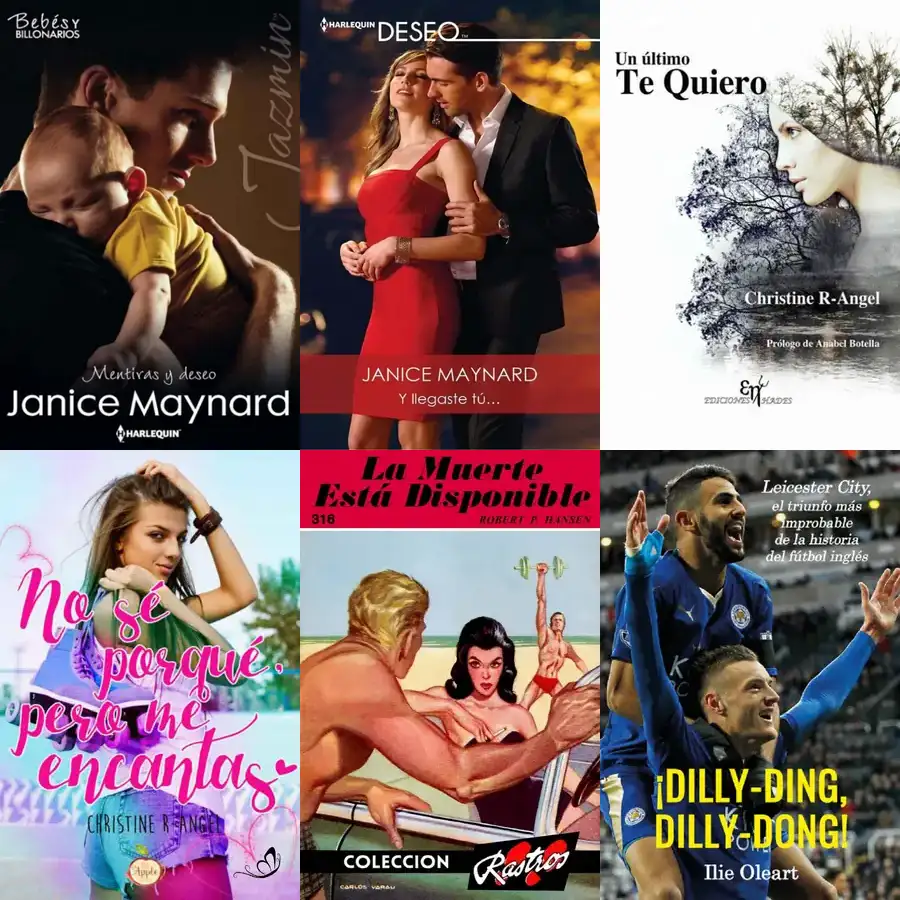 Bebés y
BILLONARIOS
Jazmín
Mentiras y deseo
Janice Maynard
HARLEQUIN
HARLEQUIN
DESEO™
JANICE MAYNARD
Y llegaste tú...
Un último
Te Quiero
Christine R-Angel
Prólogo de Anabel Botella
EDICIONES HADES
No sé
porqué,
pero me
encantas
CHRISTINE R-ANGEL
Apple
La Muerte
Está Disponible
316
ROBERT P. HANSEN
COLECCION
Rastros
CARLOS VARAU
Leicester City,
el triunfo más
improbable
de la historia
del fútbol inglés
¡DILLY-DING,
DILLY-DONG!
Ilie Oleart